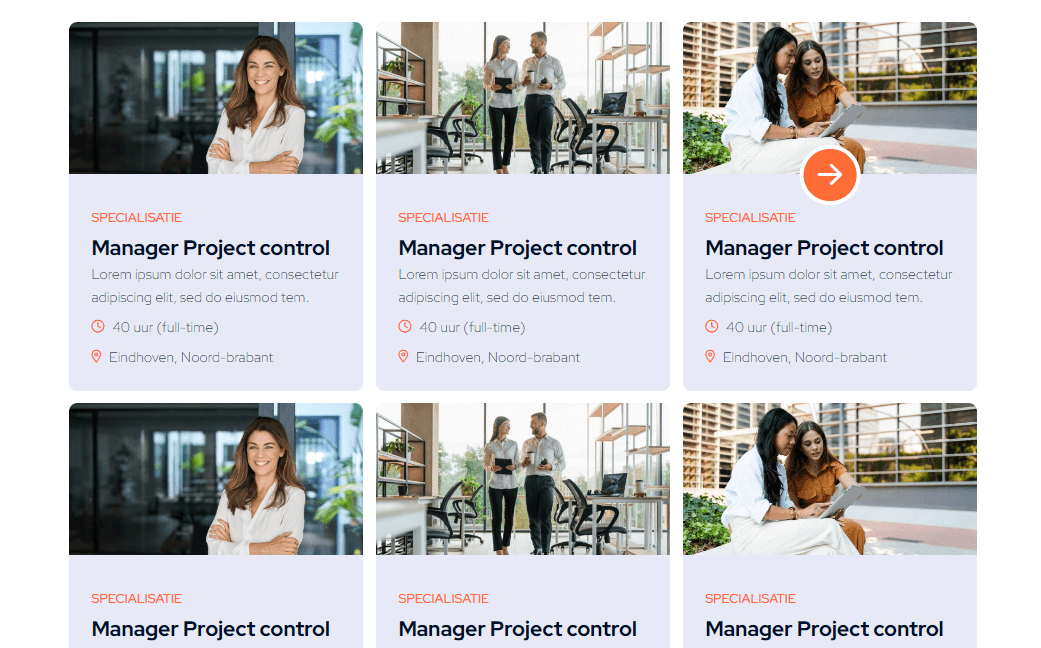 SPECIALISATIE
Manager Project control
Lorem ipsum dolor sit amet, consectetur
adipiscing elit, sed do eiusmod tem.
40 uur (full-time)
Eindhoven, Noord-brabant
SPECIALISATIE
Manager Project control
Lorem ipsum dolor sit amet, consectetur
adipiscing elit, sed do eiusmod tem.
40 uur (full-time)
Eindhoven, Noord-brabant
SPECIALISATIE
Manager Project control
Lorem ipsum dolor sit amet, consectetur
adipiscing elit, sed do eiusmod tem.
40 uur (full-time)
Eindhoven, Noord-brabant
SPECIALISATIE
Manager Project control
SPECIALISATIE
Manager Project control
SPECIALISATIE
Manager Project control